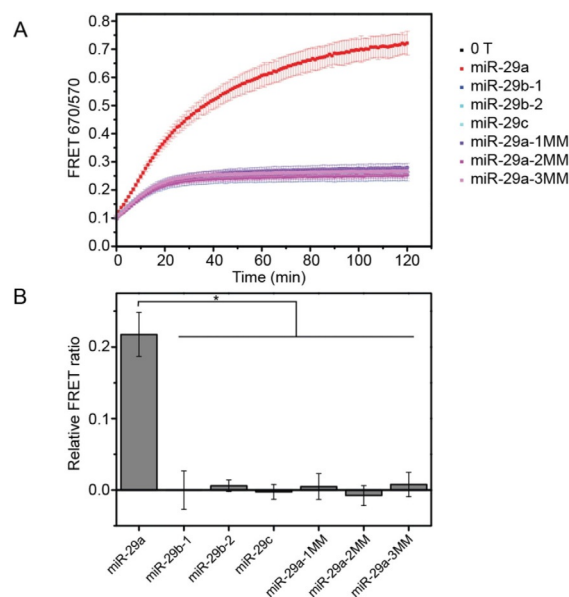 A
FRET 670/570
0.8
0.7
0.6
0.5
0.4
0.3
0.2
0.1
0.0
0 20 40 60 80 100 120
Time (min)
0 T
miR-29a
miR-29b-1
miR-29b-2
miR-29c
miR-29a-1MM
miR-29a-2MM
miR-29a-3MM
B
Relative FRET ratio
0.2
0.1
0.0
*
miR-29a
miR-29b-1
miR-29b-2
miR-29c
miR-29a-1MM
miR-29a-2MM
miR-29a-3MM